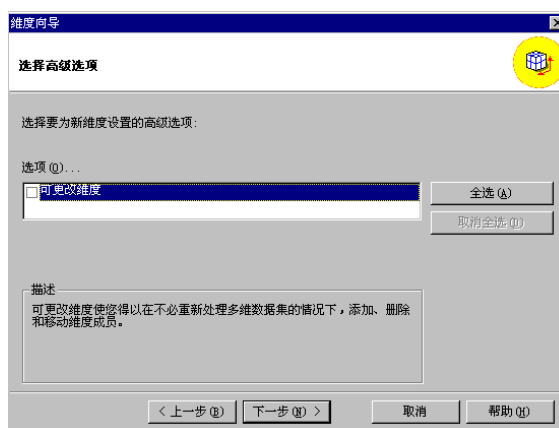 维度向导
选择高级选项
选择要为新维度设置的高级选项:
选项(O)...
可更改维度
全选(A)
取消全选(D)
描述
可更改维度使您得以在不必重新处理多维数据集的情况下，添加、删除
和移动维度成员。
< 上一步(B)
下一步(N) >
取消
帮助(H)